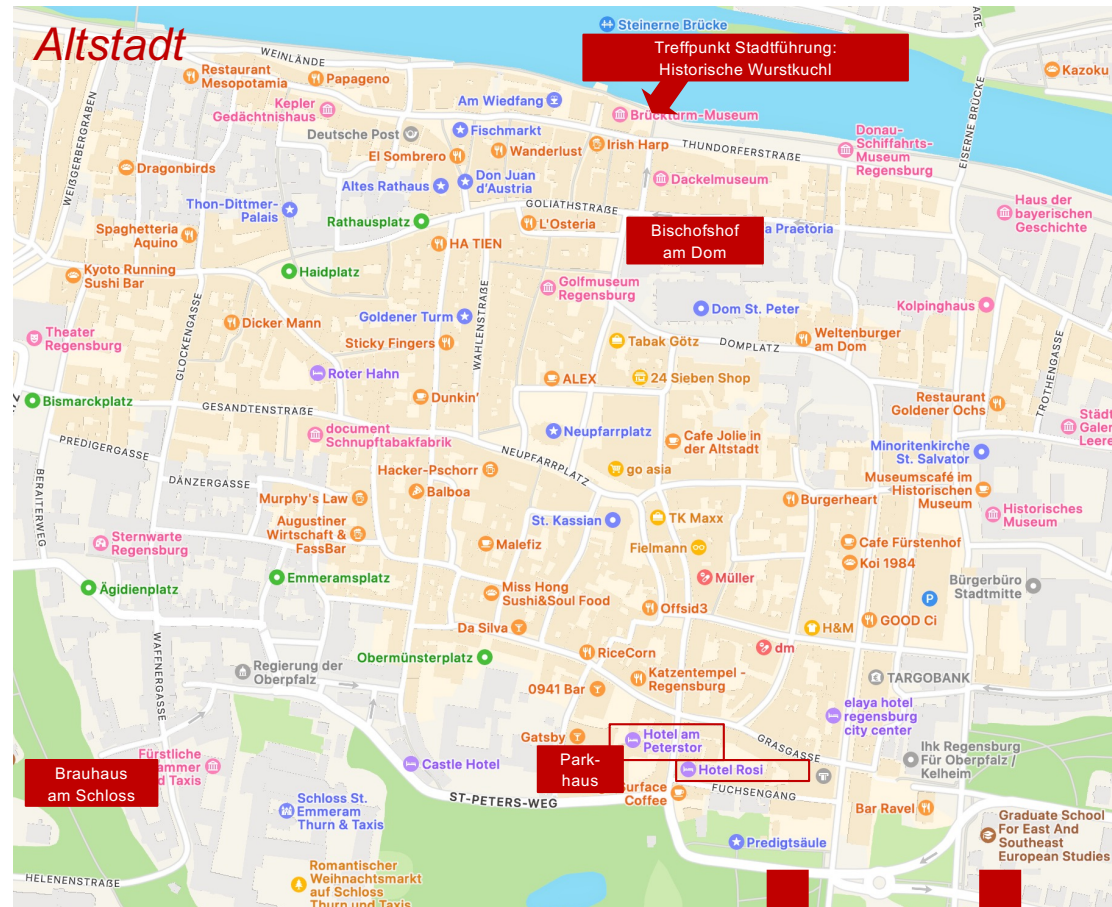 Altstadt
Steinerne Brücke
Treffpunkt Stadtführung:
Historische Wurstkuchl
WEINLÄNDE
Restaurant
Mesopotamia
Papageno
Kazoku
EISERNE BRÜCKE
Kepler
Gedächtnishaus
Am Wiedfang
Brückturm-Museum
Deutsche Post
Fischmarkt
WEIẞGERBERGRABEN
El Sombrero
Wanderlust
Irish Harp
THUNDORFERSTRAẞE
Donau-
Schiffahrts-
Museum
Regensburg
Dragonbirds
Altes Rathaus
Don Juan
d'Austria
Dackelmuseum
Thon-Dittmer-
Palais
GOLIATHSTRAẞE
Haus der
bayerischen
Geschichte
Rathausplatz
L'Osteria
Bischofshof
am Dom
a Praetoria
Spaghetteria
Aquino
HA TIEN
Kyoto Running
Sushi Bar
Haidplatz
Golfmuseum
Regensburg
Dom St. Peter
Kolpinghaus
GLOCKENGASSE
Dicker Mann
Goldener Turm
WAHLENSTRAẞE
Theater
Regensburg
Sticky Fingers
Tabak Götz
DOMPLATZ
Weltenburger
am Dom
TROTHENGASSE
Roter Hahn
ALEX
24 Sieben Shop
Bismarckplatz
GESANDTENSTRAẞE
Dunkin'
Restaurant
Goldener Ochs
Städt
Galer
Leere
PREDIGERGASSE
document
Schnupftabakfabrik
Neupfarrplatz
Cafe Jolie in
der Altstadt
Minoritenkirche
St. Salvator
NEUPFARRPLATZ
BERAITERWEG
DÄNZERGASSE
Hacker-Pschorr
go asia
Museumscafé im
Historischen
Museum
Murphy's Law
Balboa
Burgerheart
Historisches
Museum
Augustiner
Wirtschaft &
FassBar
St. Kassian
TK Maxx
Sternwarte
Regensburg
Malefiz
Fielmann
Cafe Fürstenhof
Koi 1984
Ägidienplatz
Emmeramsplatz
Müller
Bürgerbüro
Stadtmitte
Miss Hong
Sushi&Soul Food
P
Offsid3
WAFFNERGASSE
Da Silva
H&M
GOOD Ci
Obermünsterplatz
RiceCorn
dm
Regierung der
Oberpfalz
Katzentempel -
Regensburg
TARGOBANK
0941 Bar
elaya hotel
regensburg
city center
Gatsby
Hotel am
Peterstor
GRASGASSE
Ihk Regensburg
Für Oberpfalz /
Kelheim
Fürstliche
ammer
d Taxis
Castle Hotel
Park-
haus
Hotel Rosi
Brauhaus
am Schloss
ST-PETERS-WEG
Surface
Coffee
FUCHSENGANG
Bar Ravel
Schloss St.
Emmeram
Thurn & Taxis
Predigtsäule
Graduate School
For East And
Southeast
European Studies
HELENENSTRAẞE
Romantischer
Weihnachtsmarkt
auf Schloss
Thurn und Taxis